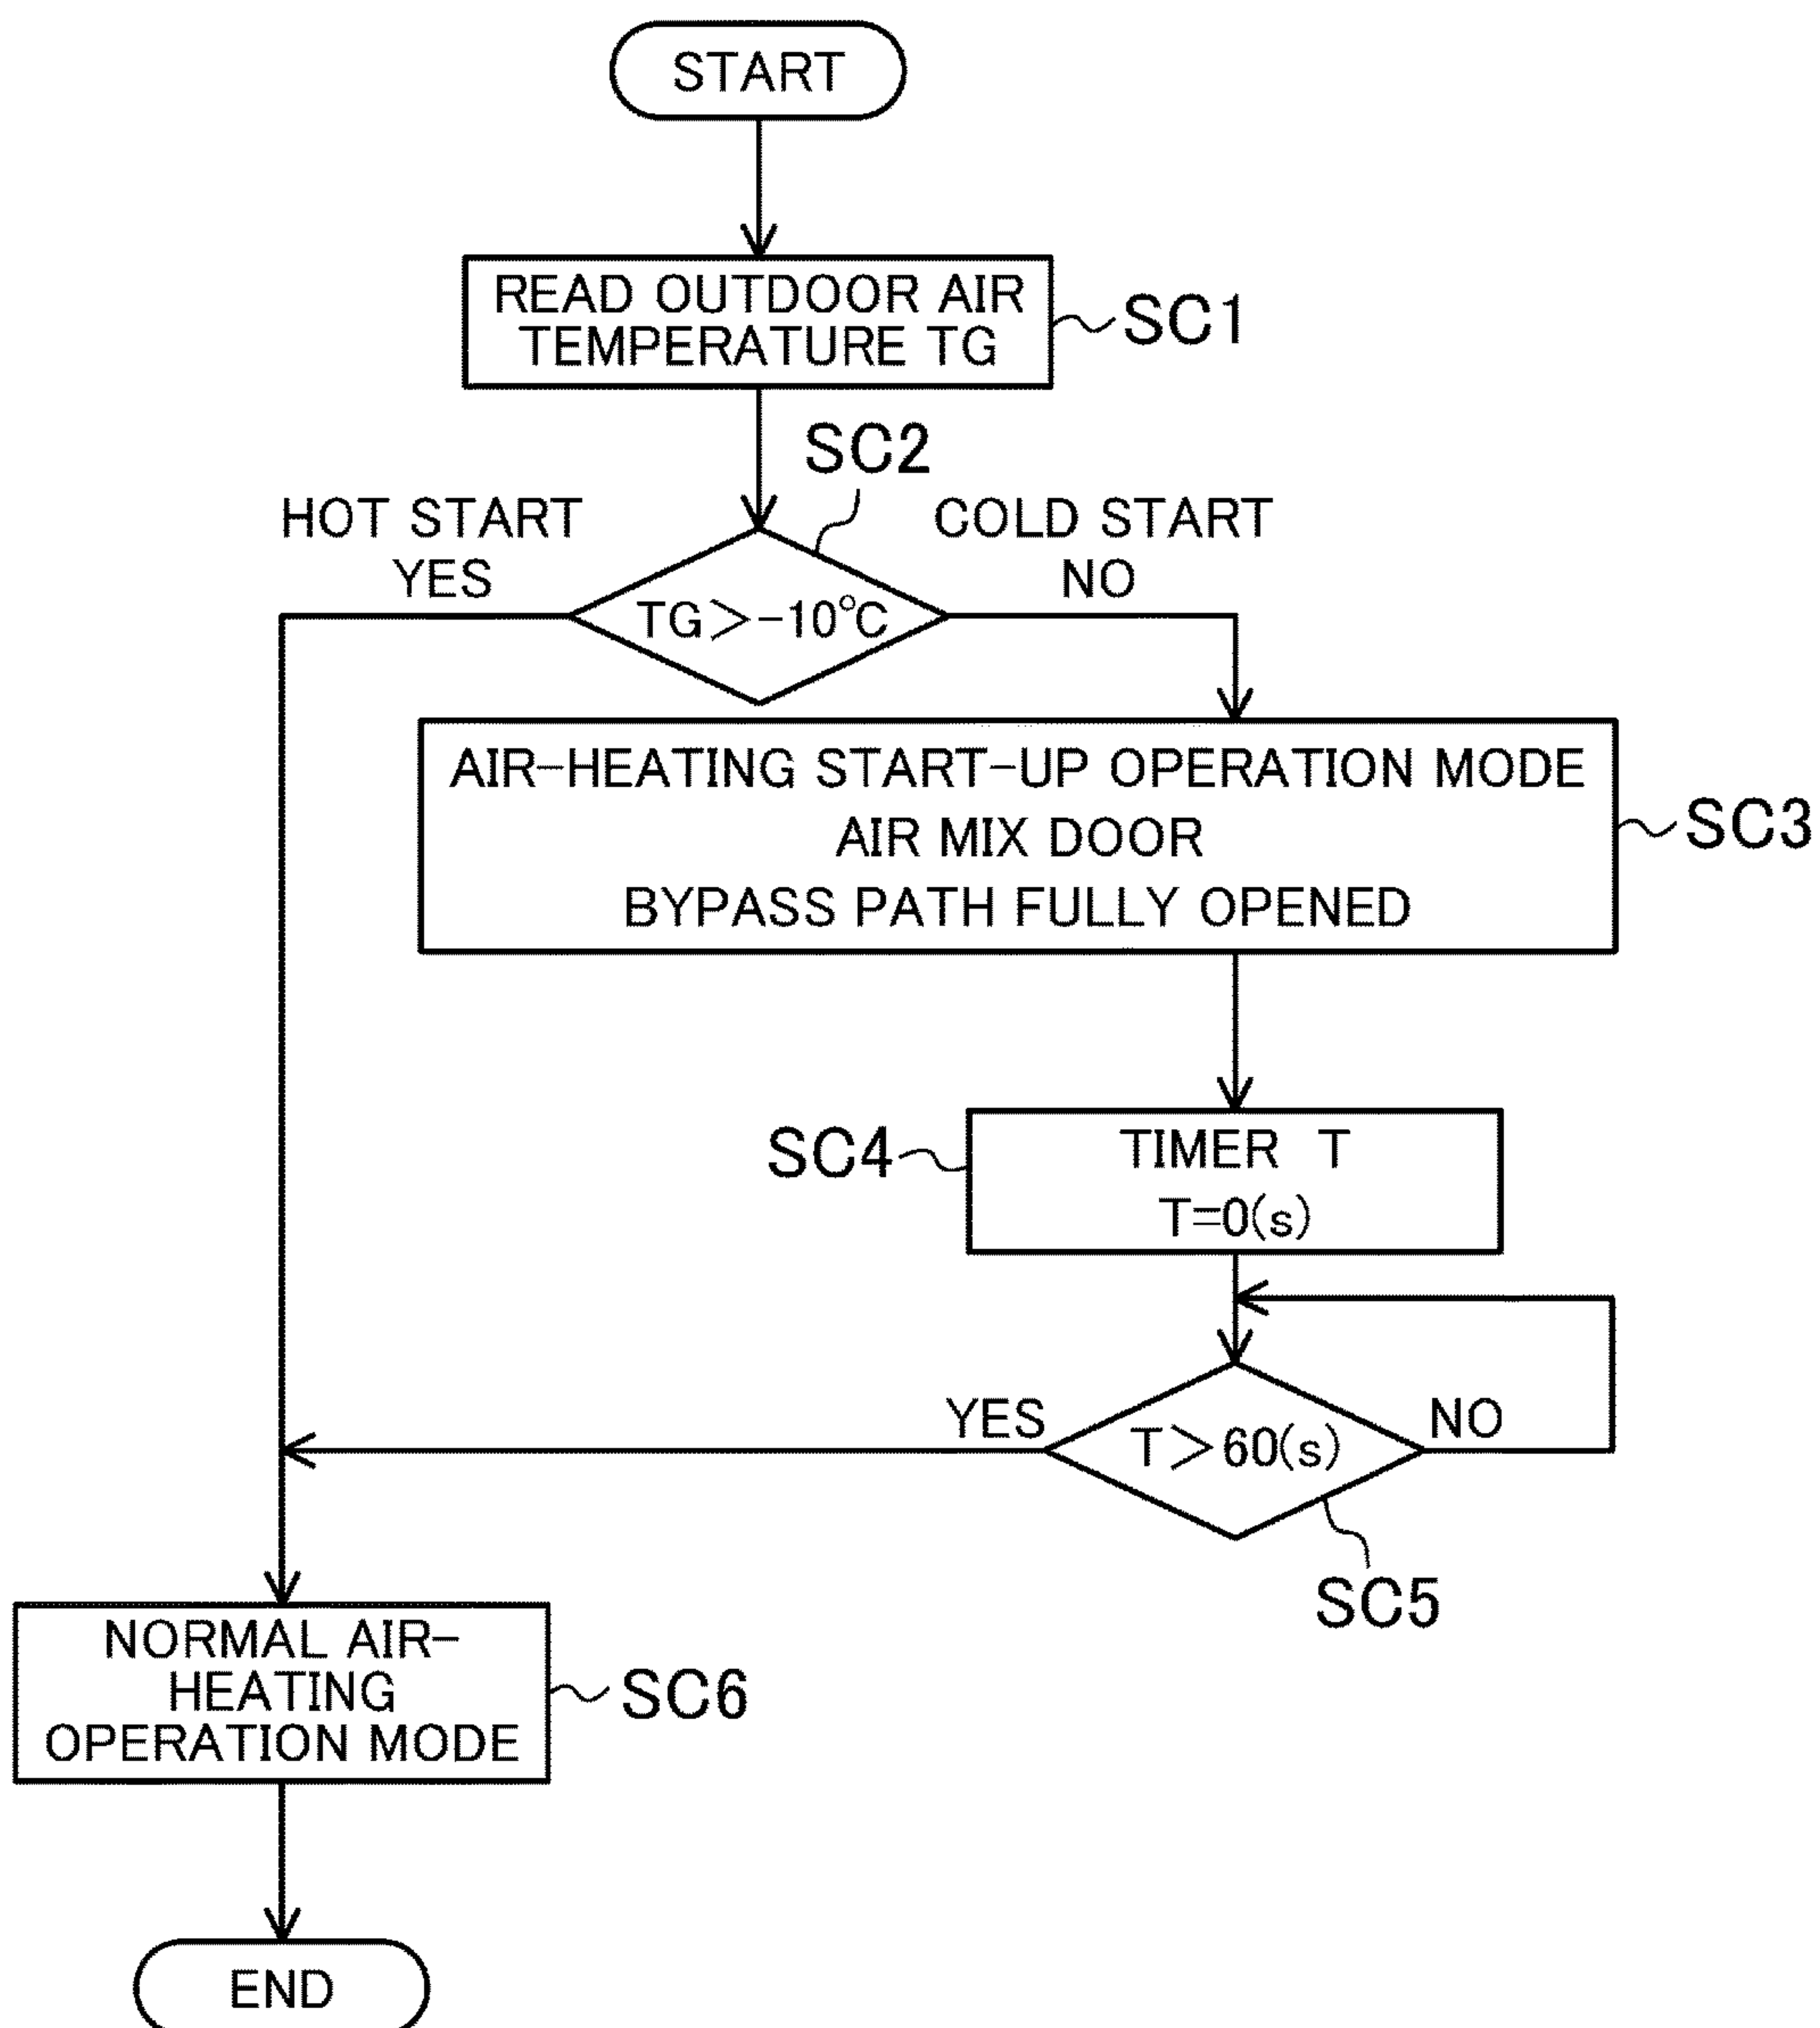 START
READ OUTDOOR AIR
TEMPERATURE TG
SC1
SC2
HOT START
YES
COLD START
NO
TG＞-10℃
AIR-HEATING START-UP OPERATION MODE
AIR MIX DOOR
BYPASS PATH FULLY OPENED
SC3
SC4
TIMER T
T=0(s)
YES
T＞60(s)
NO
SC5
NORMAL AIR-
HEATING
OPERATION MODE
SC6
END